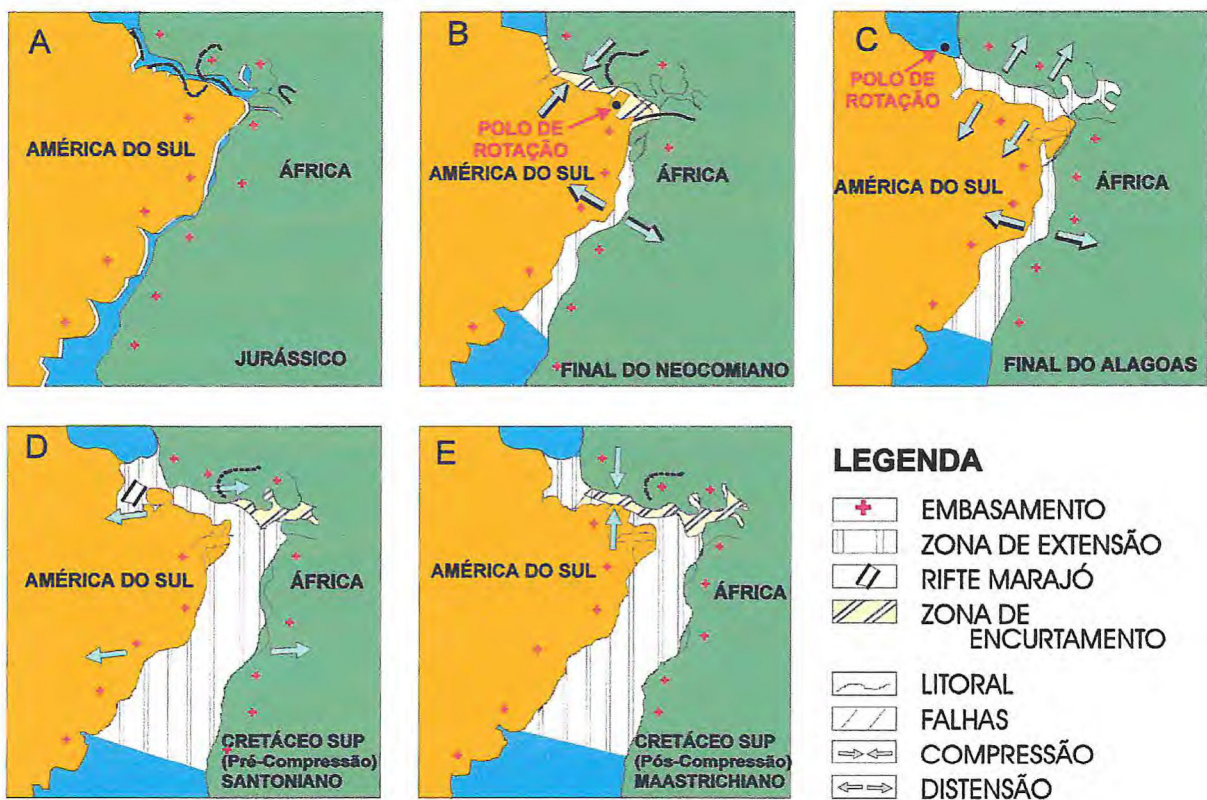 A
AMÉRICA DO SUL
ÁFRICA
JURÁSSICO
B
POLO DE
ROTAÇÃO
AMÉRICA DO SUL
ÁFRICA
FINAL DO NEOCOMIANO
C
POLO DE
ROTAÇÃO
AMÉRICA DO SUL
ÁFRICA
FINAL DO ALAGOAS
D
AMÉRICA DO SUL
ÁFRICA
CRETÁCEO SUP
(Pré-Compressão)
SANTONIANO
E
AMÉRICA DO SUL
ÁFRICA
CRETÁCEO SUP
(Pós-Compressão)
MAASTRICHIANO
LEGENDA
EMBASAMENTO
ZONA DE EXTENSÃO
RIFTE MARAJÓ
ZONA DE
ENCURTAMENTO
LITORAL
FALHAS
COMPRESSÃO
DISTENSÃO